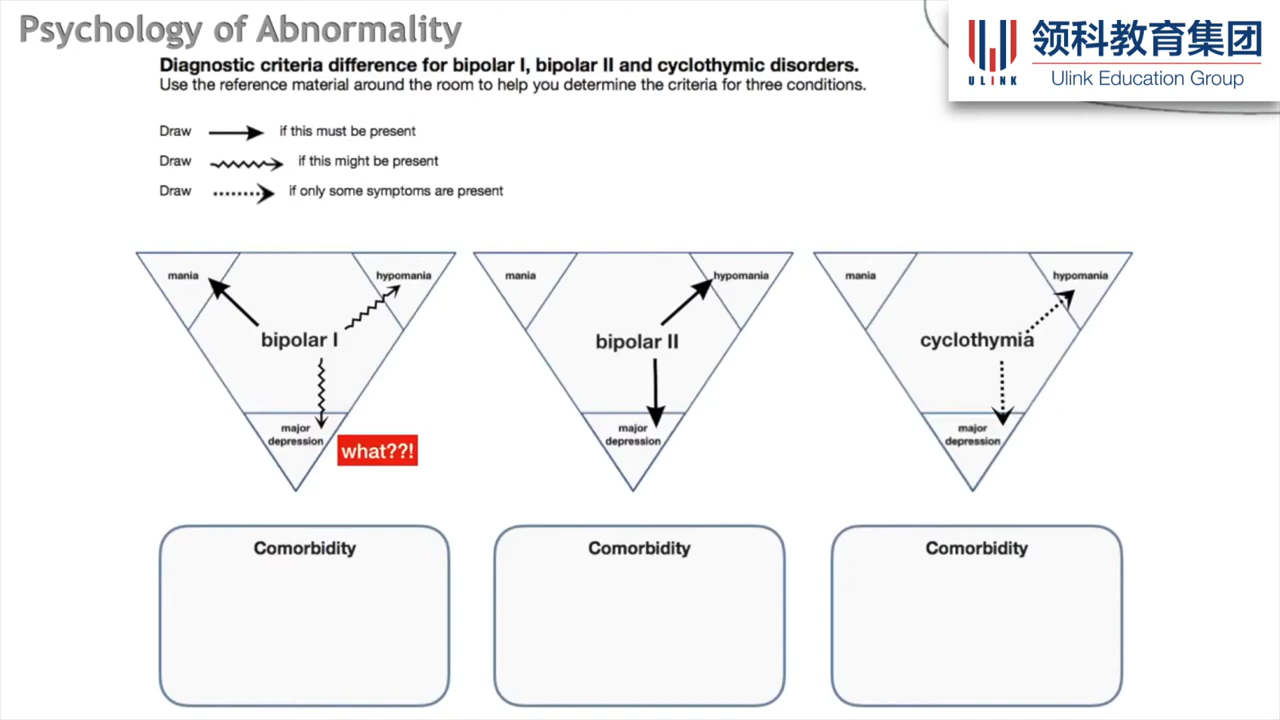 Psychology of Abnormality
ULINK
领科教育集团
Ulink Education Group
Diagnostic criteria difference for bipolar I, bipolar II and cyclothymic disorders.
Use the reference material around the room to help you determine the criteria for three conditions.
Draw if this must be present
Draw if this might be present
Draw if only some symptoms are present
mania
hypomania
bipolar I
major
depression
what??!
mania
hypomania
bipolar II
major
depression
mania
hypomania
cyclothymia
major
depression
Comorbidity
Comorbidity
Comorbidity